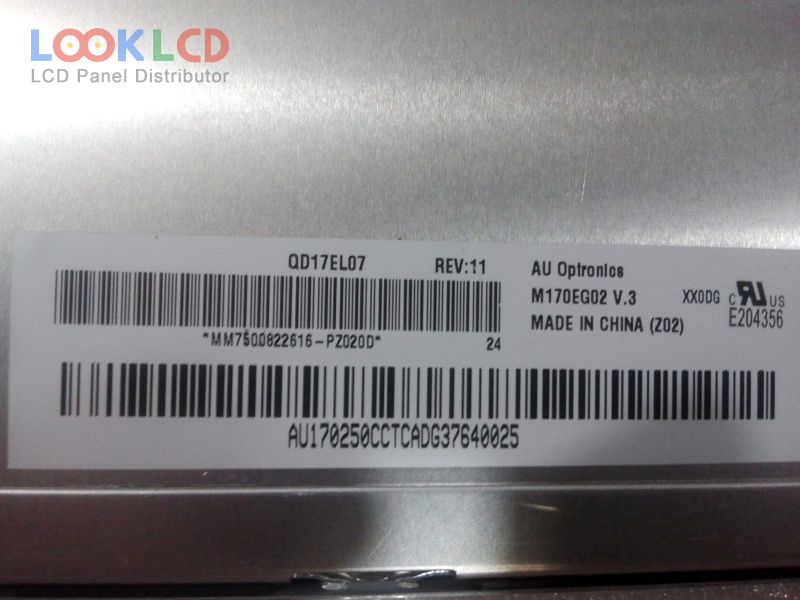 LOOKLCD
LCD Panel Distributor
QD17EL07 REV:11
*MM7500822616-PZ020D*
24
AU Optronics
M170EG02 V.3 XX0DG
MADE IN CHINA (Z02)
C RU US
E204356
AU170250CCTCADG37640025